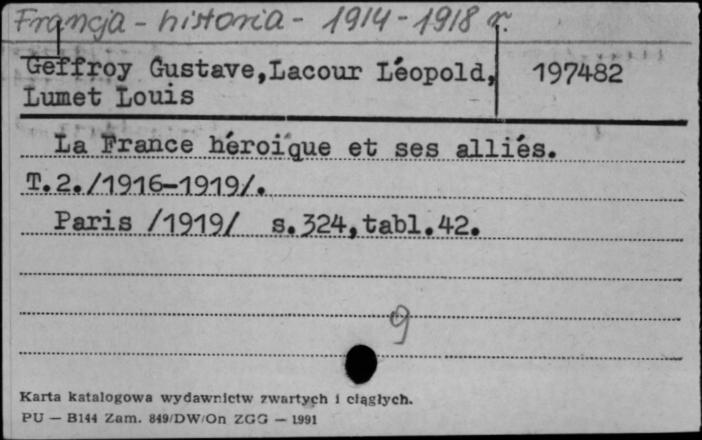 Francja - historia - 1914-1918 r.
Geffroy Gustave,Lacour Léopold, 197482
Lumet Louis
La France héroïque et ses alliés.
T.2./1916-1919/.
Paris /1919/ s.324,tabl.42.
9
Karta katalogowa wydawnictw zwartych i ciągłych.
PU — B144 Zam. 849/DW/On ZGG — 1991